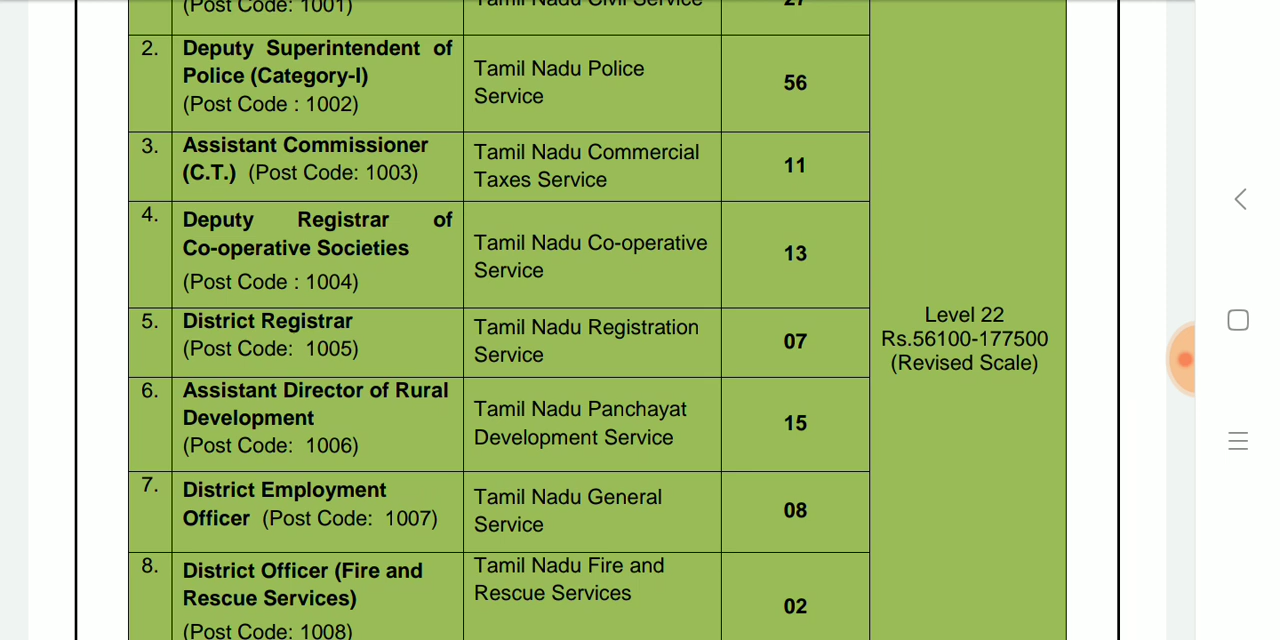 (Post Code: 1001)
Tamil Nadu Civil Service
27
2.
Deputy Superintendent of
Police (Category-I)
(Post Code : 1002)
Tamil Nadu Police
Service
56
3.
Assistant Commissioner
(C.T.) (Post Code: 1003)
Tamil Nadu Commercial
Taxes Service
11
4.
Deputy Registrar of
Co-operative Societies
(Post Code : 1004)
Tamil Nadu Co-operative
Service
13
5.
District Registrar
(Post Code: 1005)
Tamil Nadu Registration
Service
07
6.
Assistant Director of Rural
Development
(Post Code: 1006)
Tamil Nadu Panchayat
Development Service
15
7.
District Employment
Officer (Post Code: 1007)
Tamil Nadu General
Service
08
8.
District Officer (Fire and
Rescue Services)
(Post Code: 1008)
Tamil Nadu Fire and
Rescue Services
02
Level 22
Rs.56100-177500
(Revised Scale)